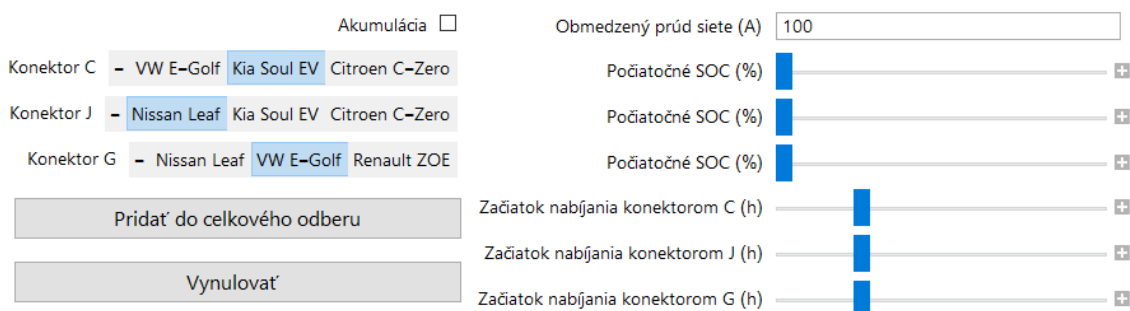 Akumulácia
Konektor C – VW E–Golf Kia Soul EV Citroen C–Zero
Konektor J – Nissan Leaf Kia Soul EV Citroen C–Zero
Konektor G – Nissan Leaf VW E–Golf Renault ZOE
Pridať do celkového odberu
Vynulovať
Obmedzený prúd siete (A) 100
Počiatočné SOC (%)
Počiatočné SOC (%)
Počiatočné SOC (%)
Začiatok nabíjania konektorom C (h)
Začiatok nabíjania konektorom J (h)
Začiatok nabíjania konektorom G (h)